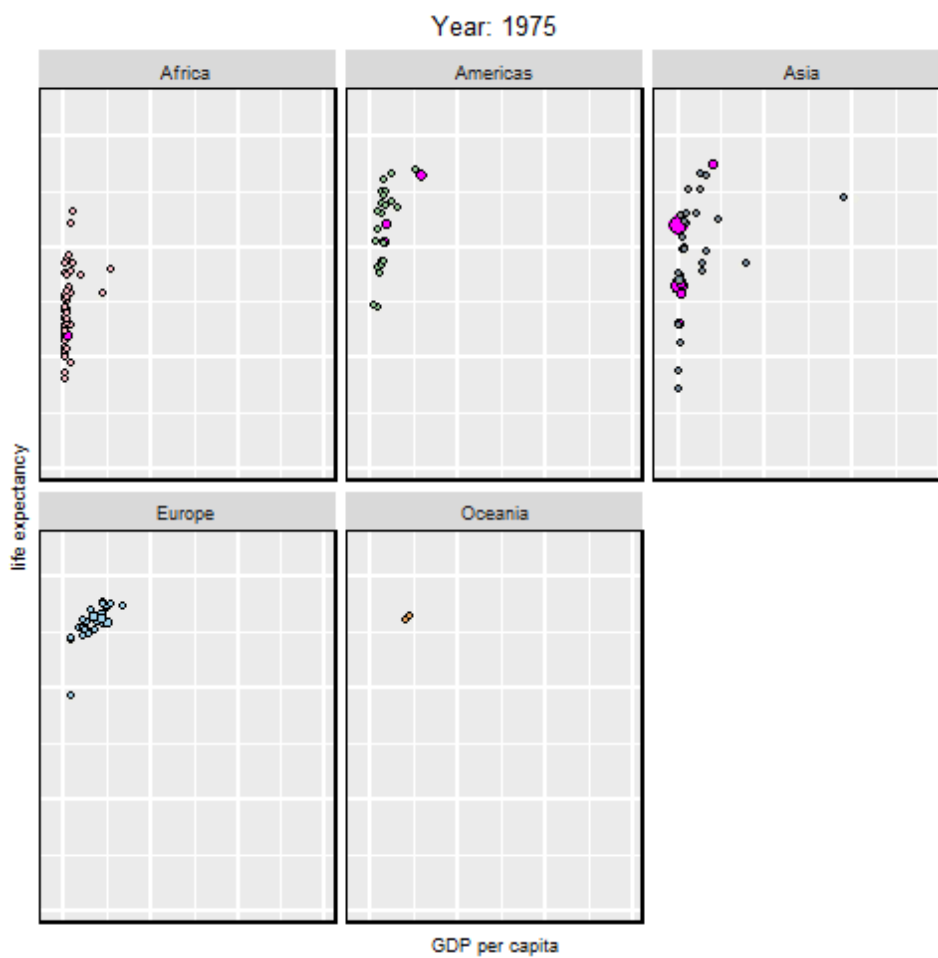 Year: 1975
Africa
Americas
Asia
life expectancy
Europe
Oceania
GDP per capita